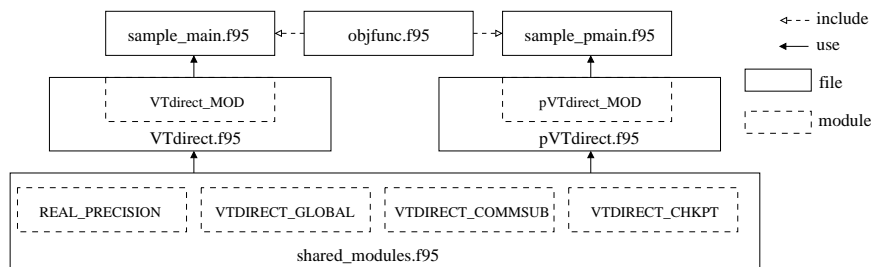 sample_main.f95
objfunc.f95
sample_pmain.f95
include
use
file
module
VTdirect_MOD
VTdirect.f95
pVTdirect_MOD
pVTdirect.f95
REAL_PRECISION
VTDIRECT_GLOBAL
VTDIRECT_COMMSUB
VTDIRECT_CHKPT
shared_modules.f95